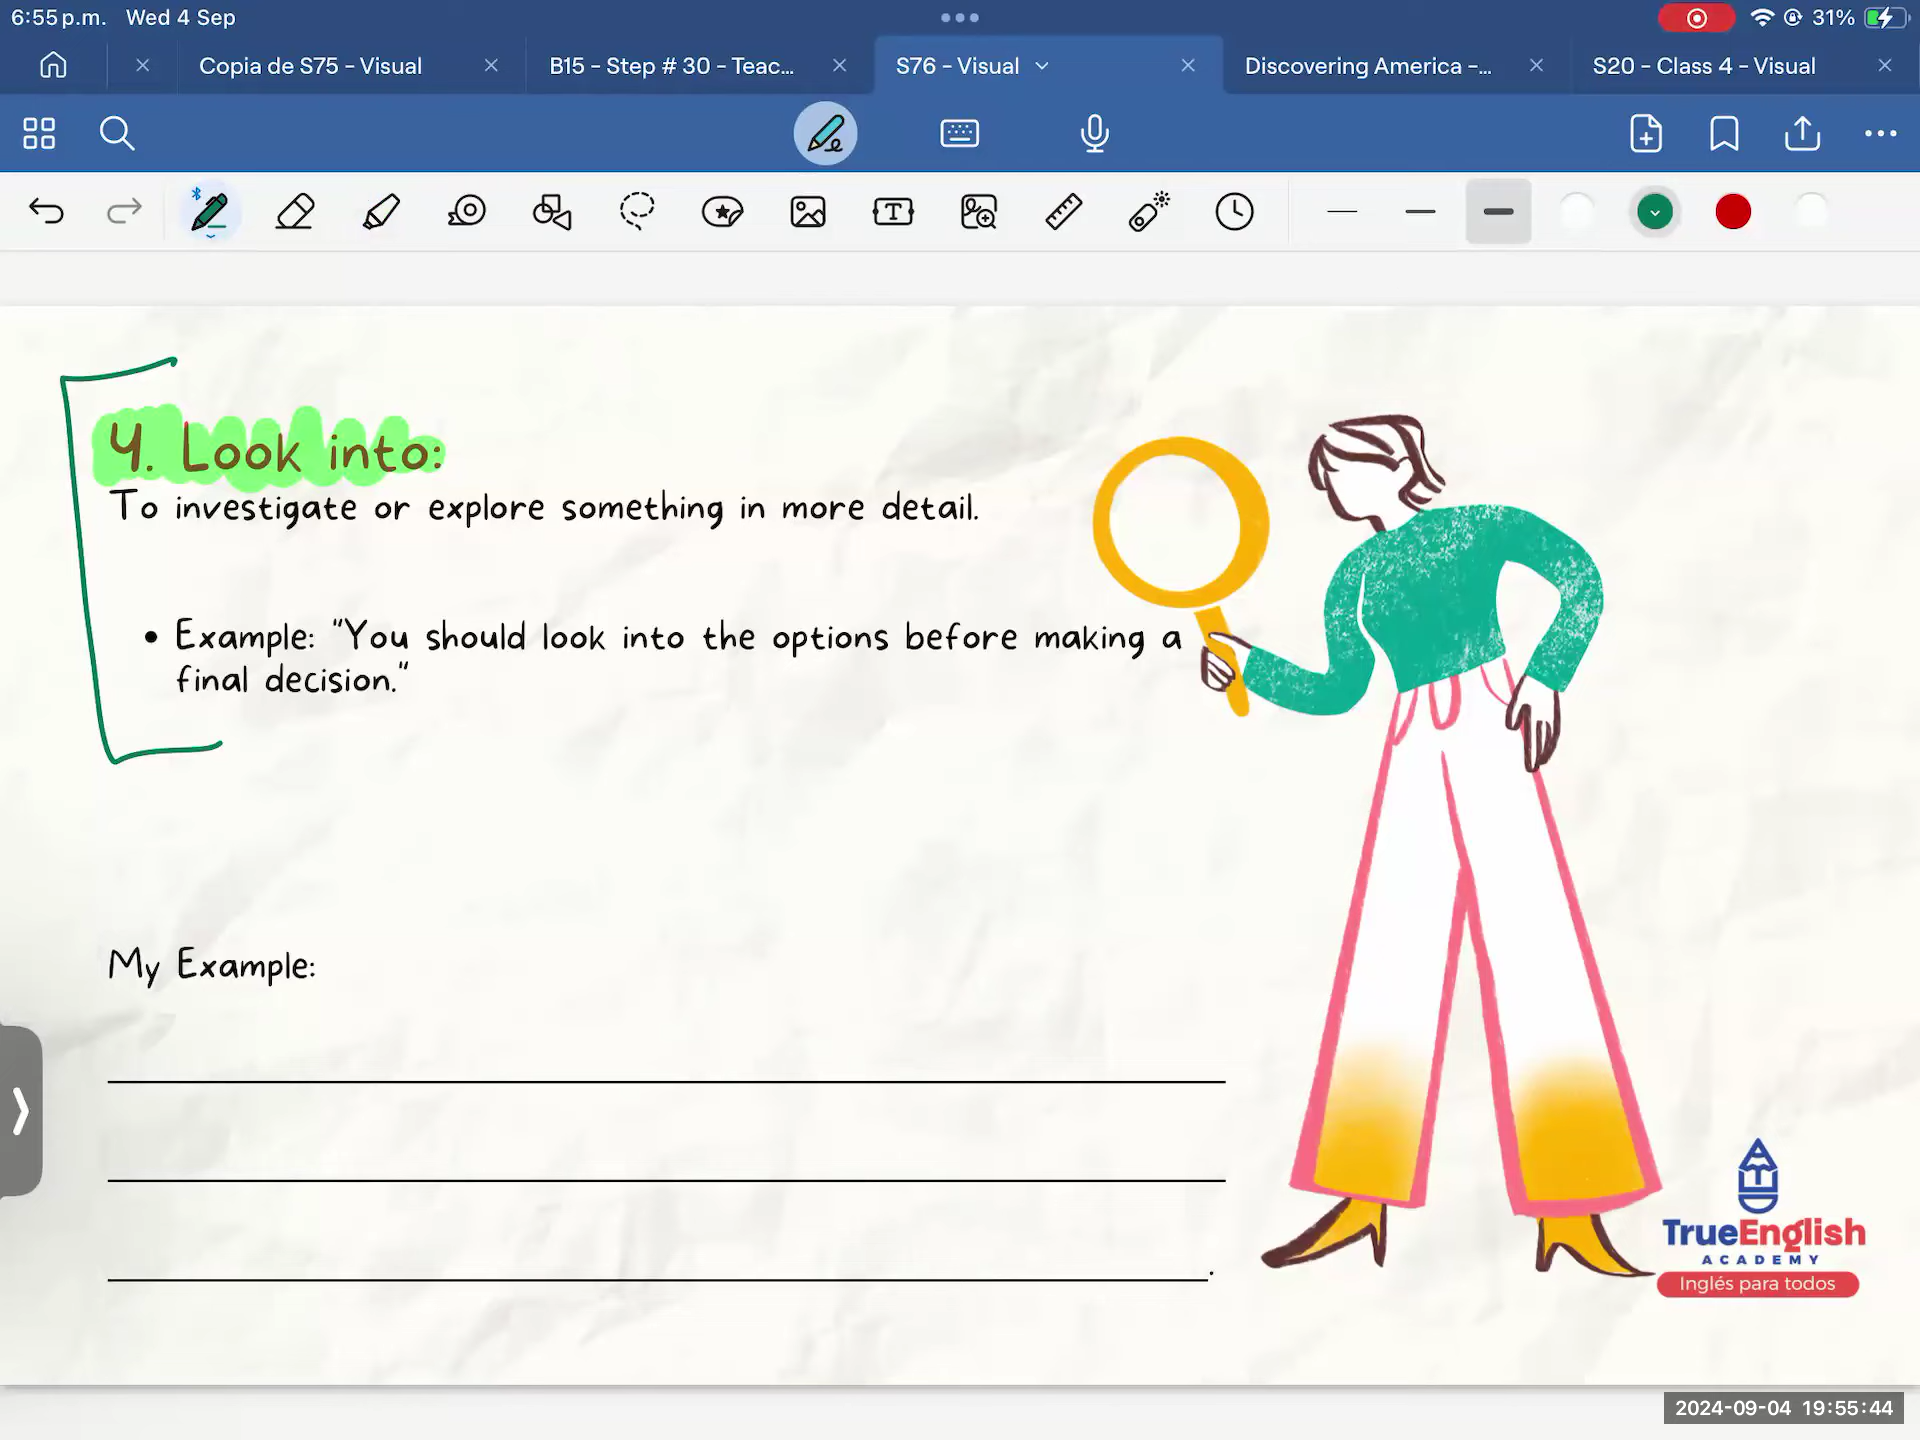 6:55 p.m. Wed 4 Sep
31%
Copia de S75 – Visual
B15 – Step # 30 – Teac...
S76 – Visual
Discovering America –...
S20 – Class 4 – Visual
4. Look into:
To investigate or explore something in more detail.
• Example: "You should look into the options before making a
final decision."
My Example:
TrueEnglish
ACADEMY
Inglés para todos
2024-09-04 19:55:44